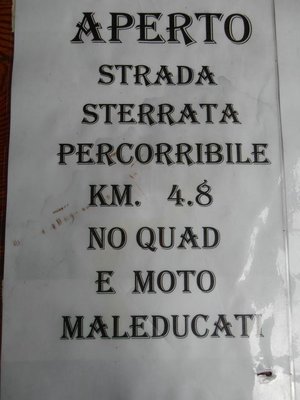 APERTO
STRADA
STERRATA
PERCORRIBILE
KM. 4.8
NO QUAD
E MOTO
MALEDUCATI